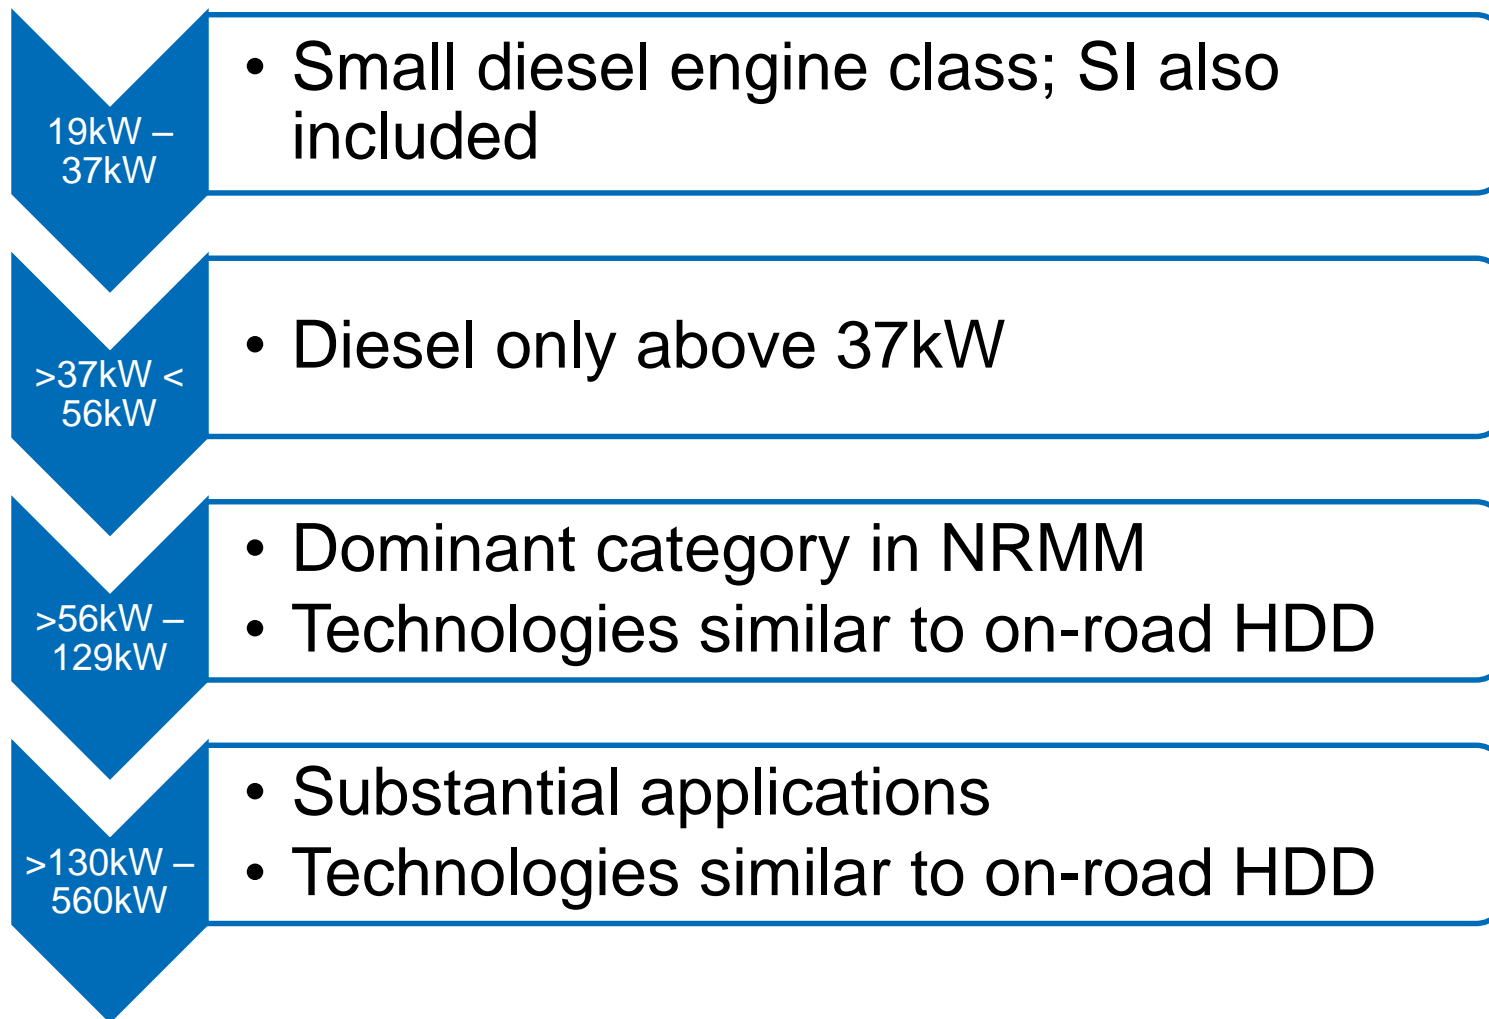 19kW –
37kW
• Small diesel engine class; SI also
included
>37kW <
56kW
• Diesel only above 37kW
>56kW –
129kW
• Dominant category in NRMM
• Technologies similar to on-road HDD
>130kW –
560kW
• Substantial applications
• Technologies similar to on-road HDD